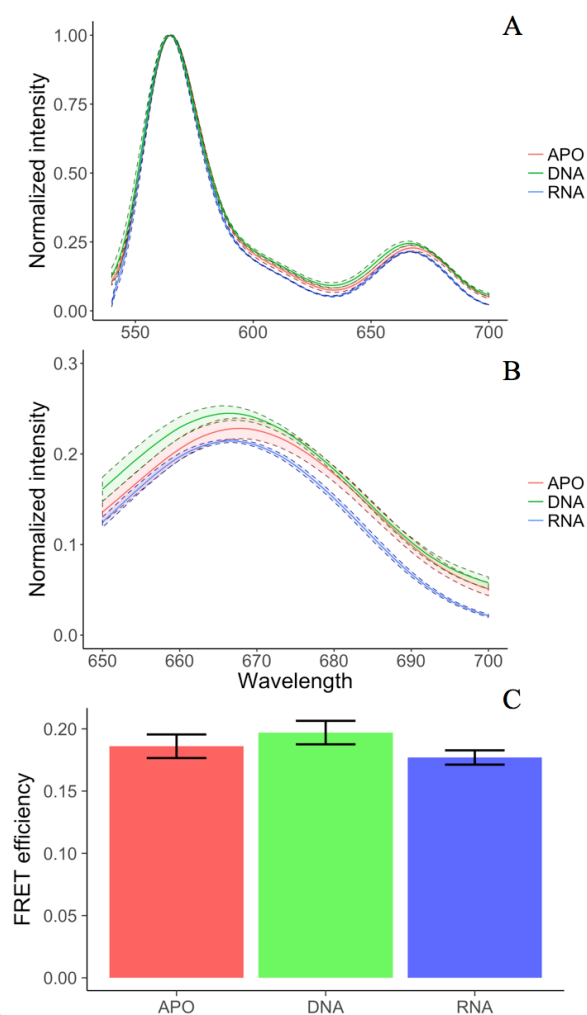 A
1.00
0.75
0.50
0.25
0.00
Normalized intensity
550
600
650
700
APO
DNA
RNA
B
0.3
0.2
0.1
0.0
Normalized intensity
650
660
670
680
690
700
Wavelength
APO
DNA
RNA
C
0.20
0.15
0.10
0.05
0.00
FRET efficiency
APO
DNA
RNA